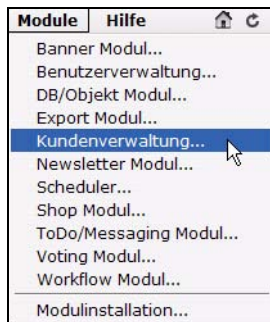 Module Hilfe
Banner Modul...
Benutzerverwaltung...
DB/Objekt Modul...
Export Modul...
Kundenverwaltung...
Newsletter Modul...
Scheduler...
Shop Modul...
ToDo/Messaging Modul...
Voting Modul...
Workflow Modul...
Modulinstallation...